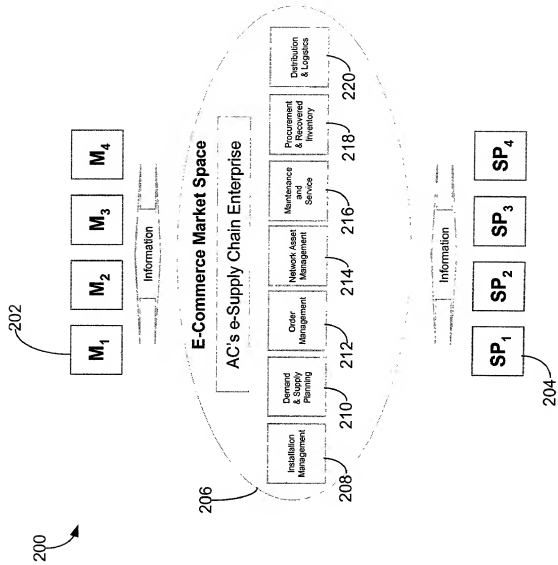 200
202
M1
M2
M3
M4
Information
206
E-Commerce Market Space
AC's e-Supply Chain Enterprise
Installation
Management
Demand
& Supply
Planning
Order
Management
Network Asset
Management
Maintenance
and
Service
Procurement
& Recovered
Inventory
Distribution
& Logistics
208
210
212
214
216
218
220
Information
SP1
SP2
SP3
SP4
204